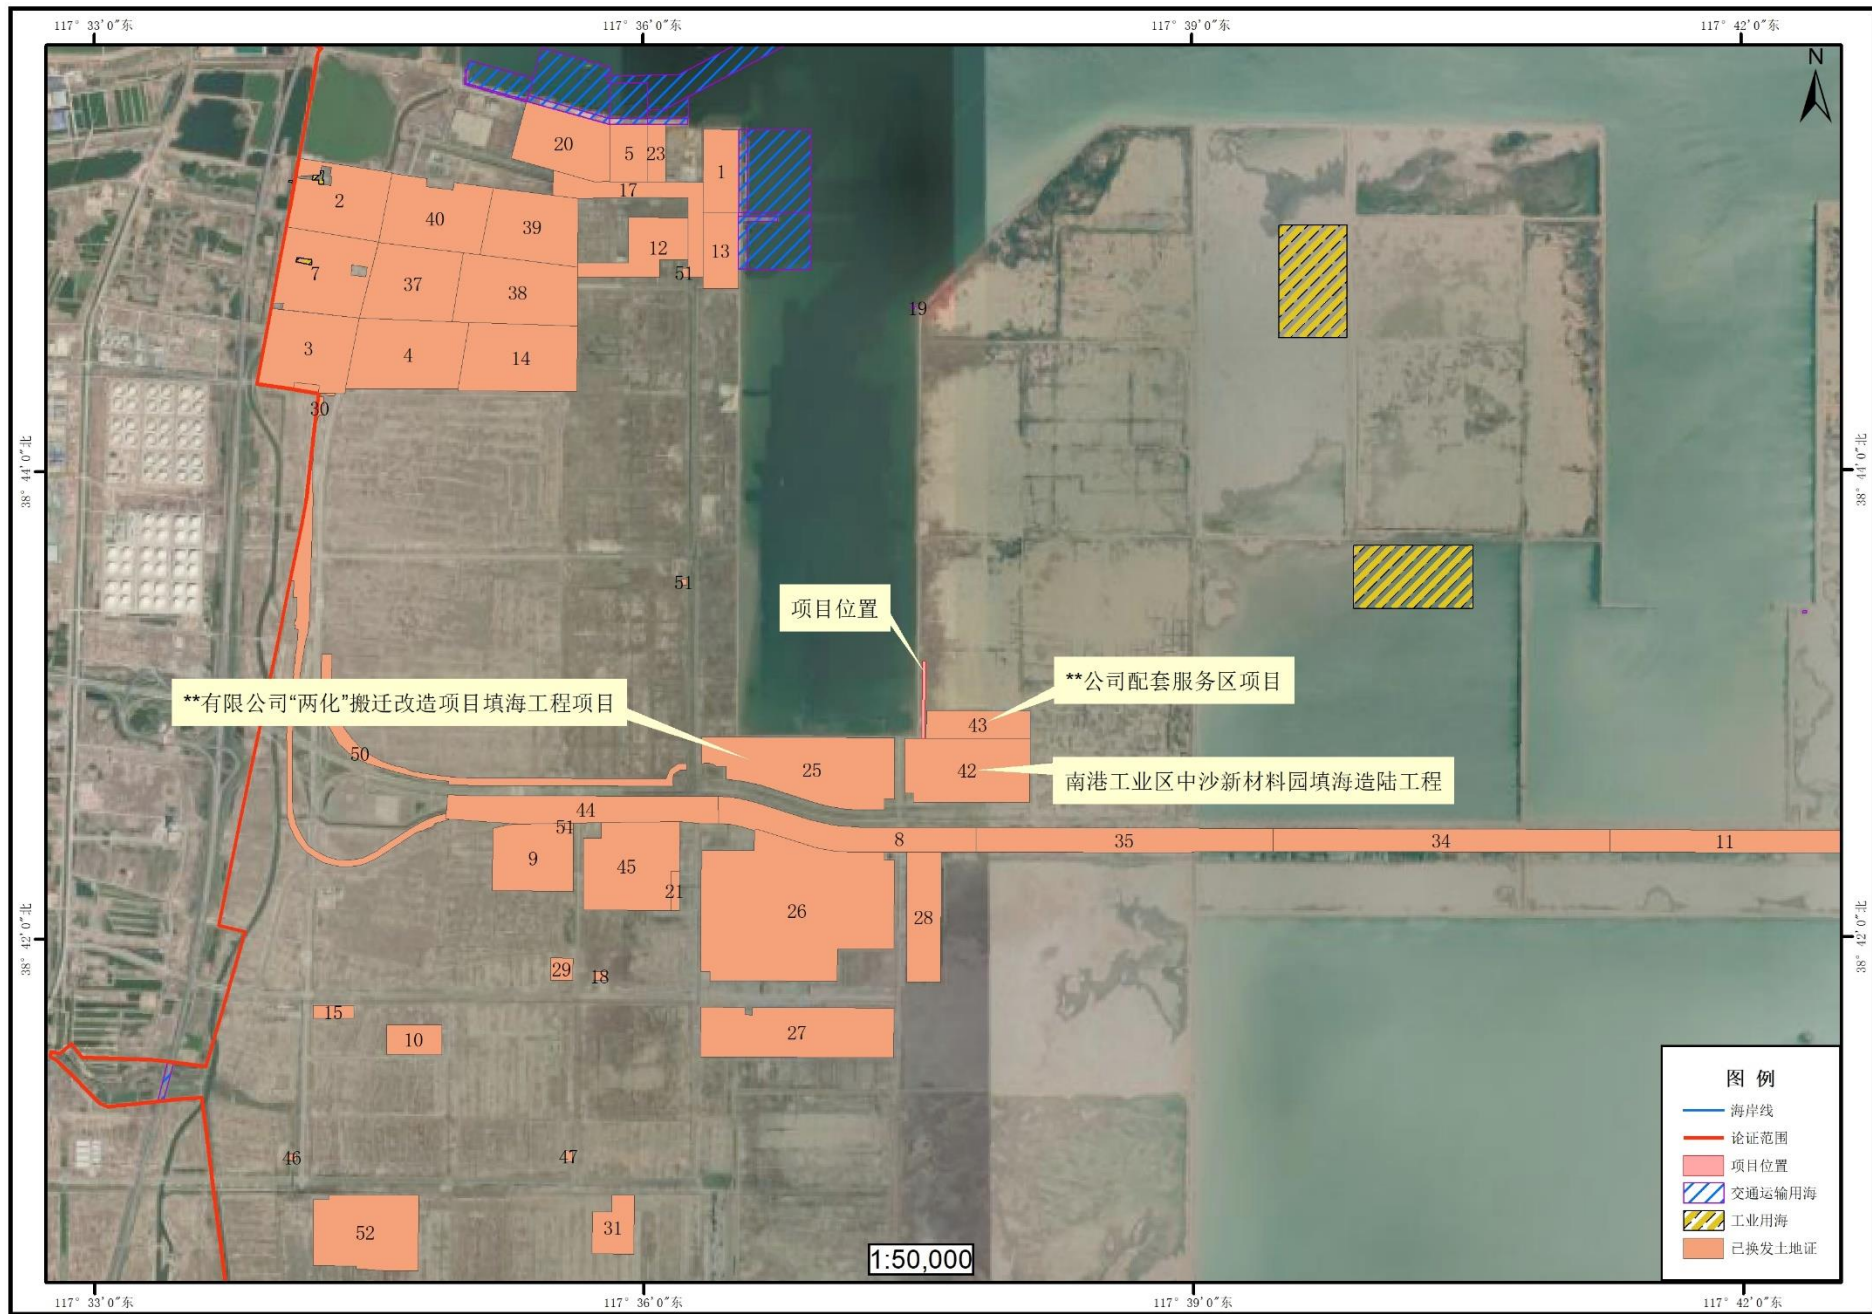 117° 33′0″东
117° 36′0″东
117° 39′0″东
117° 42′0″东
N
20
5
23
1
17
2
40
39
12
13
51
7
37
38
19
3
4
14
30
38° 44′0″北
38° 44′0″北
51
项目位置
**公司配套服务区项目
**有限公司“两化”搬迁改造项目填海工程项目
43
50
25
42
南港工业区中沙新材料园填海造陆工程
44
51
8
35
34
11
9
45
21
26
28
38° 42′0″北
38° 42′0″北
29
18
15
10
27
46
47
52
31
1:50,000
图 例
海岸线
论证范围
项目位置
交通运输用海
工业用海
已换发土地证
117° 33′0″东
117° 36′0″东
117° 39′0″东
117° 42′0″东